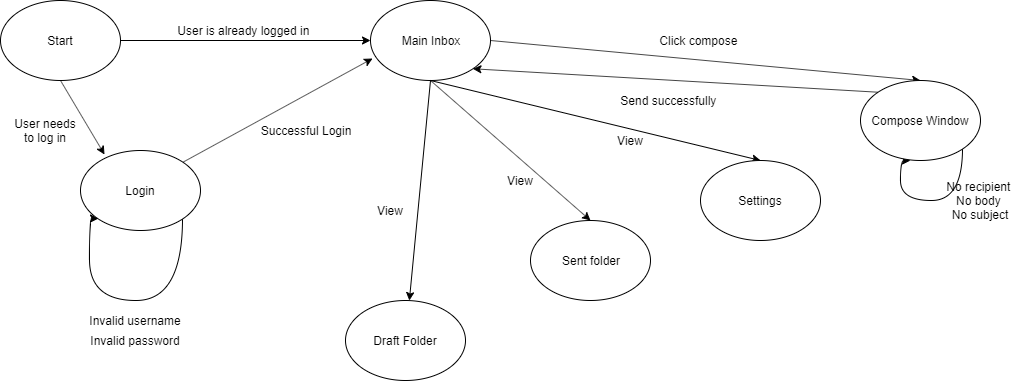 Start
User is already logged in
Main Inbox
Click compose
Send successfully
Compose Window
User needs
to log in
Successful Login
View
Login
View
Settings
No recipient
No body
No subject
View
Sent folder
Invalid username
Invalid password
Draft Folder